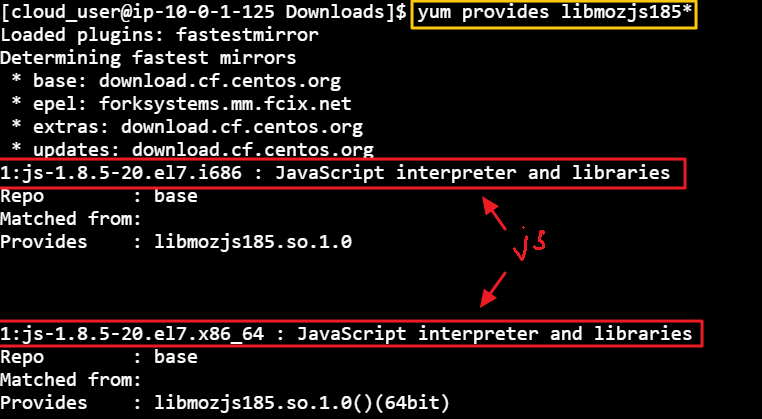 [cloud_user@ip-10-0-1-125 Downloads]$ yum provides libmozjs185*
Loaded plugins: fastestmirror
Determining fastest mirrors
 * base: download.cf.centos.org
 * epel: forksystems.mm.fcix.net
 * extras: download.cf.centos.org
 * updates: download.cf.centos.org
1:js-1.8.5-20.el7.i686 : JavaScript interpreter and libraries
Repo        : base
Matched from:
Provides    : libmozjs185.so.1.0
js
1:js-1.8.5-20.el7.x86_64 : JavaScript interpreter and libraries
Repo        : base
Matched from:
Provides    : libmozjs185.so.1.0()(64bit)